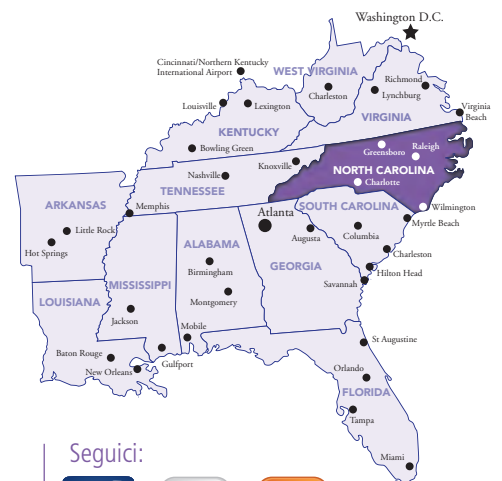 Washington D.C.
Cincinnati/Northern Kentucky
International Airport
WEST VIRGINIA
Charleston
Richmond
Lynchburg
Louisville
Lexington
Virginia
Beach
VIRGINIA
KENTUCKY
Bowling Green
Greensboro
Raleigh
Knoxville
Nashville
NORTH CAROLINA
Charlotte
TENNESSEE
ARKANSAS
Memphis
Atlanta
SOUTH CAROLINA
Wilmington
Myrtle Beach
Little Rock
Hot Springs
Augusta
Columbia
ALABAMA
Charleston
Birmingham
GEORGIA
Hilton Head
Savannah
MISSISSIPPI
LOUISIANA
Montgomery
Jackson
Mobile
St Augustine
Baton Rouge
Gulfport
New Orleans
Orlando
FLORIDA
Tampa
Miami
Seguici: